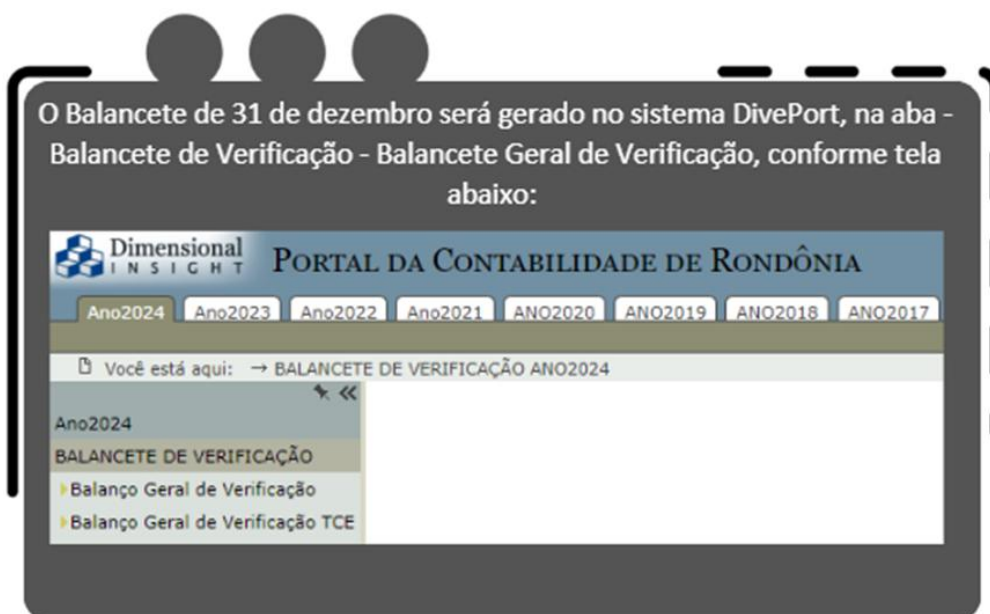 O Balancete de 31 de dezembro será gerado no sistema DivePort, na aba -
Balancete de Verificação - Balancete Geral de Verificação, conforme tela
abaixo:
Dimensional
INSIGHT
PORTAL DA CONTABILIDADE DE RONDÔNIA
Ano2024 Ano2023 Ano2022 Ano2021 ANO2020 ANO2019 ANO2018 ANO2017
Você está aqui: → BALANCETE DE VERIFICAÇÃO ANO2024
Ano2024
BALANCETE DE VERIFICAÇÃO
Balanço Geral de Verificação
Balanço Geral de Verificação TCE